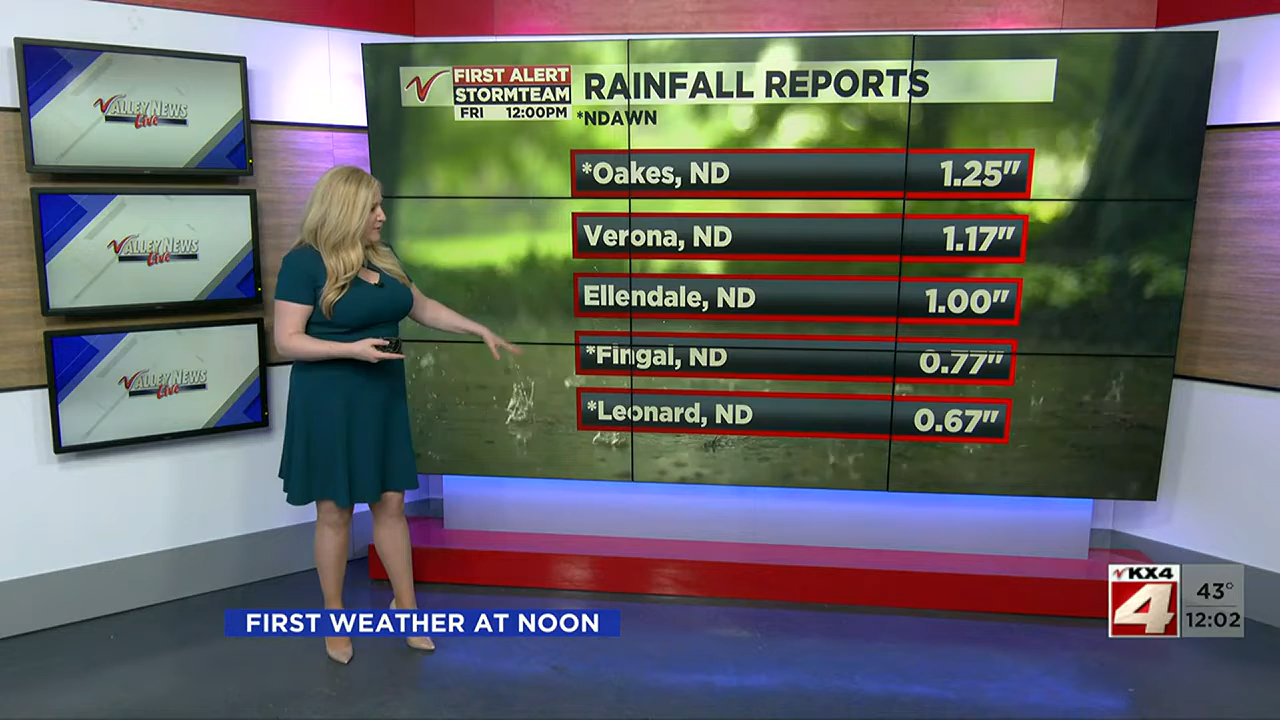 VALLEY NEWS
Live
VALLEY NEWS
Live
VALLEY NEWS
Live
FIRST ALERT
STORMTEAM
FRI 12:00PM
RAINFALL REPORTS
*NDAWN
*Oakes, ND 1.25"
Verona, ND 1.17"
Ellendale, ND 1.00"
*Fingal, ND 0.77"
*Leonard, ND 0.67"
FIRST WEATHER AT NOON
KX4
4
43°
12:02